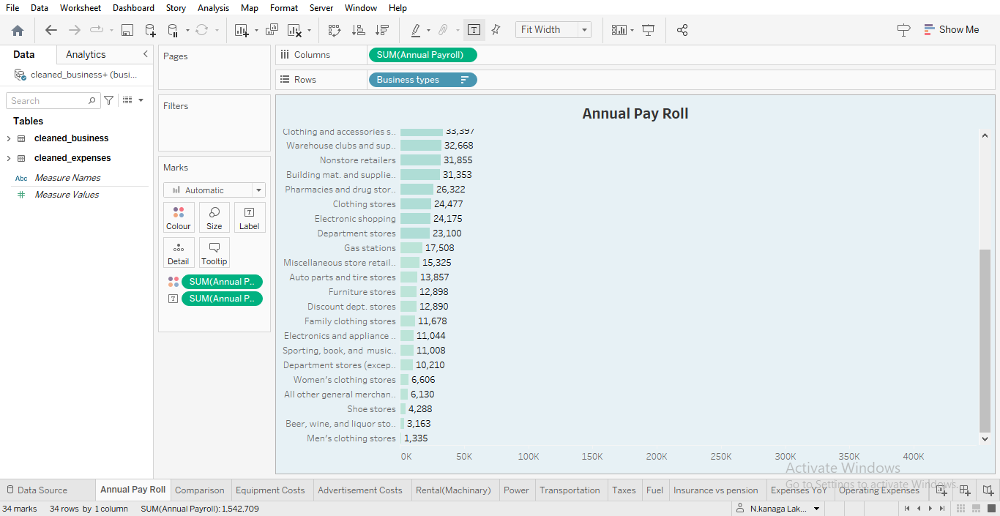 File Data Worksheet Dashboard Story Analysis Map Format Server Window Help
Fit Width
Show Me
Data Analytics
cleaned_business+ (busi...
Search
Tables
cleaned_business
cleaned_expenses
Abc Measure Names
# Measure Values
Pages
Filters
Marks
Automatic
Colour Size Label
Detail Tooltip
SUM(Annual P..
SUM(Annual P..
Columns SUM(Annual Payroll)
Rows Business types
Annual Pay Roll
Clothing and accessories s.. 33,397
Warehouse clubs and sup.. 32,668
Nonstore retailers 31,855
Building mat. and supplie.. 31,353
Pharmacies and drug stor.. 26,322
Clothing stores 24,477
Electronic shopping 24,175
Department stores 23,100
Gas stations 17,508
Miscellaneous store retail.. 15,325
Auto parts and tire stores 13,857
Furniture stores 12,898
Discount dept. stores 12,890
Family clothing stores 11,678
Electronics and appliance .. 11,044
Sporting, book, and music.. 11,008
Department stores (excep.. 10,210
Women's clothing stores 6,606
All other general merchan.. 6,130
Shoe stores 4,288
Beer, wine, and liquor sto.. 3,163
Men's clothing stores 1,335
0K 50K 100K 150K 200K 250K 300K 350K 400K
Activate Windows
Go to Settings to activate Windows.
Data Source Annual Pay Roll Comparison Equipment Costs Advertisement Costs Rental(Machinary) Power Transportation Taxes Fuel Insurance vs pension Expenses YoY Operating Expenses
34 marks 34 rows by 1 column SUM(Annual Payroll): 1,542,709
N.kanaga Lak...